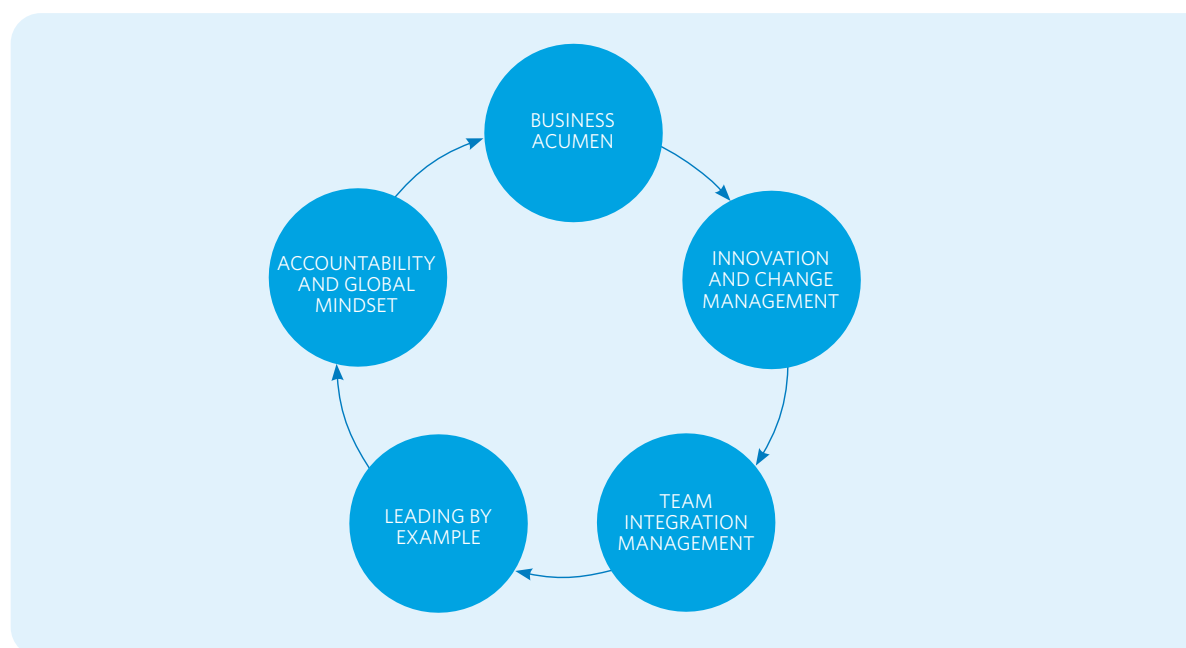 BUSINESS
ACUMEN
INNOVATION
AND CHANGE
MANAGEMENT
TEAM
INTEGRATION
MANAGEMENT
LEADING BY
EXAMPLE
ACCOUNTABILITY
AND GLOBAL
MINDSET